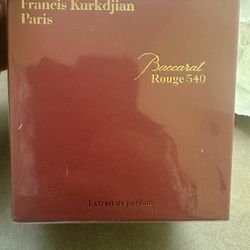 Francis Kurkdjian
Paris
Baccarat
Rouge 540
Extrait de parfum